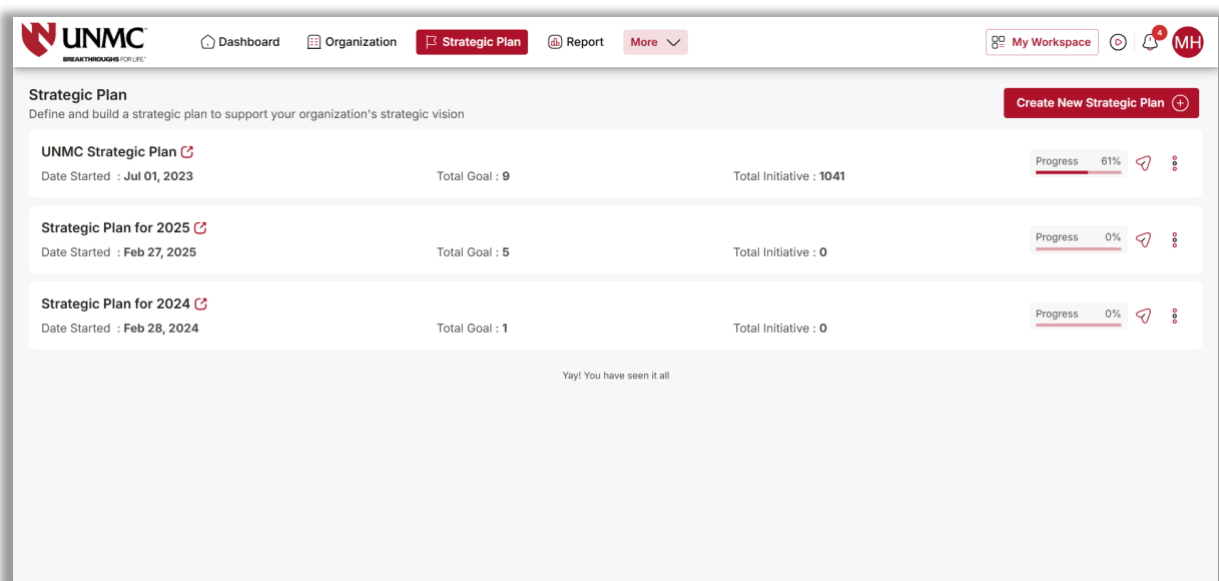 UNMC
BREAKTHROUGHS FOR LIFE™
Dashboard
Organization
Strategic Plan
Report
More
My Workspace
4
MH
Strategic Plan
Define and build a strategic plan to support your organization's strategic vision
Create New Strategic Plan
UNMC Strategic Plan
Date Started : Jul 01, 2023
Total Goal : 9
Total Initiative : 1041
Progress 61%
Strategic Plan for 2025
Date Started : Feb 27, 2025
Total Goal : 5
Total Initiative : 0
Progress 0%
Strategic Plan for 2024
Date Started : Feb 28, 2024
Total Goal : 1
Total Initiative : 0
Progress 0%
Yay! You have seen it all